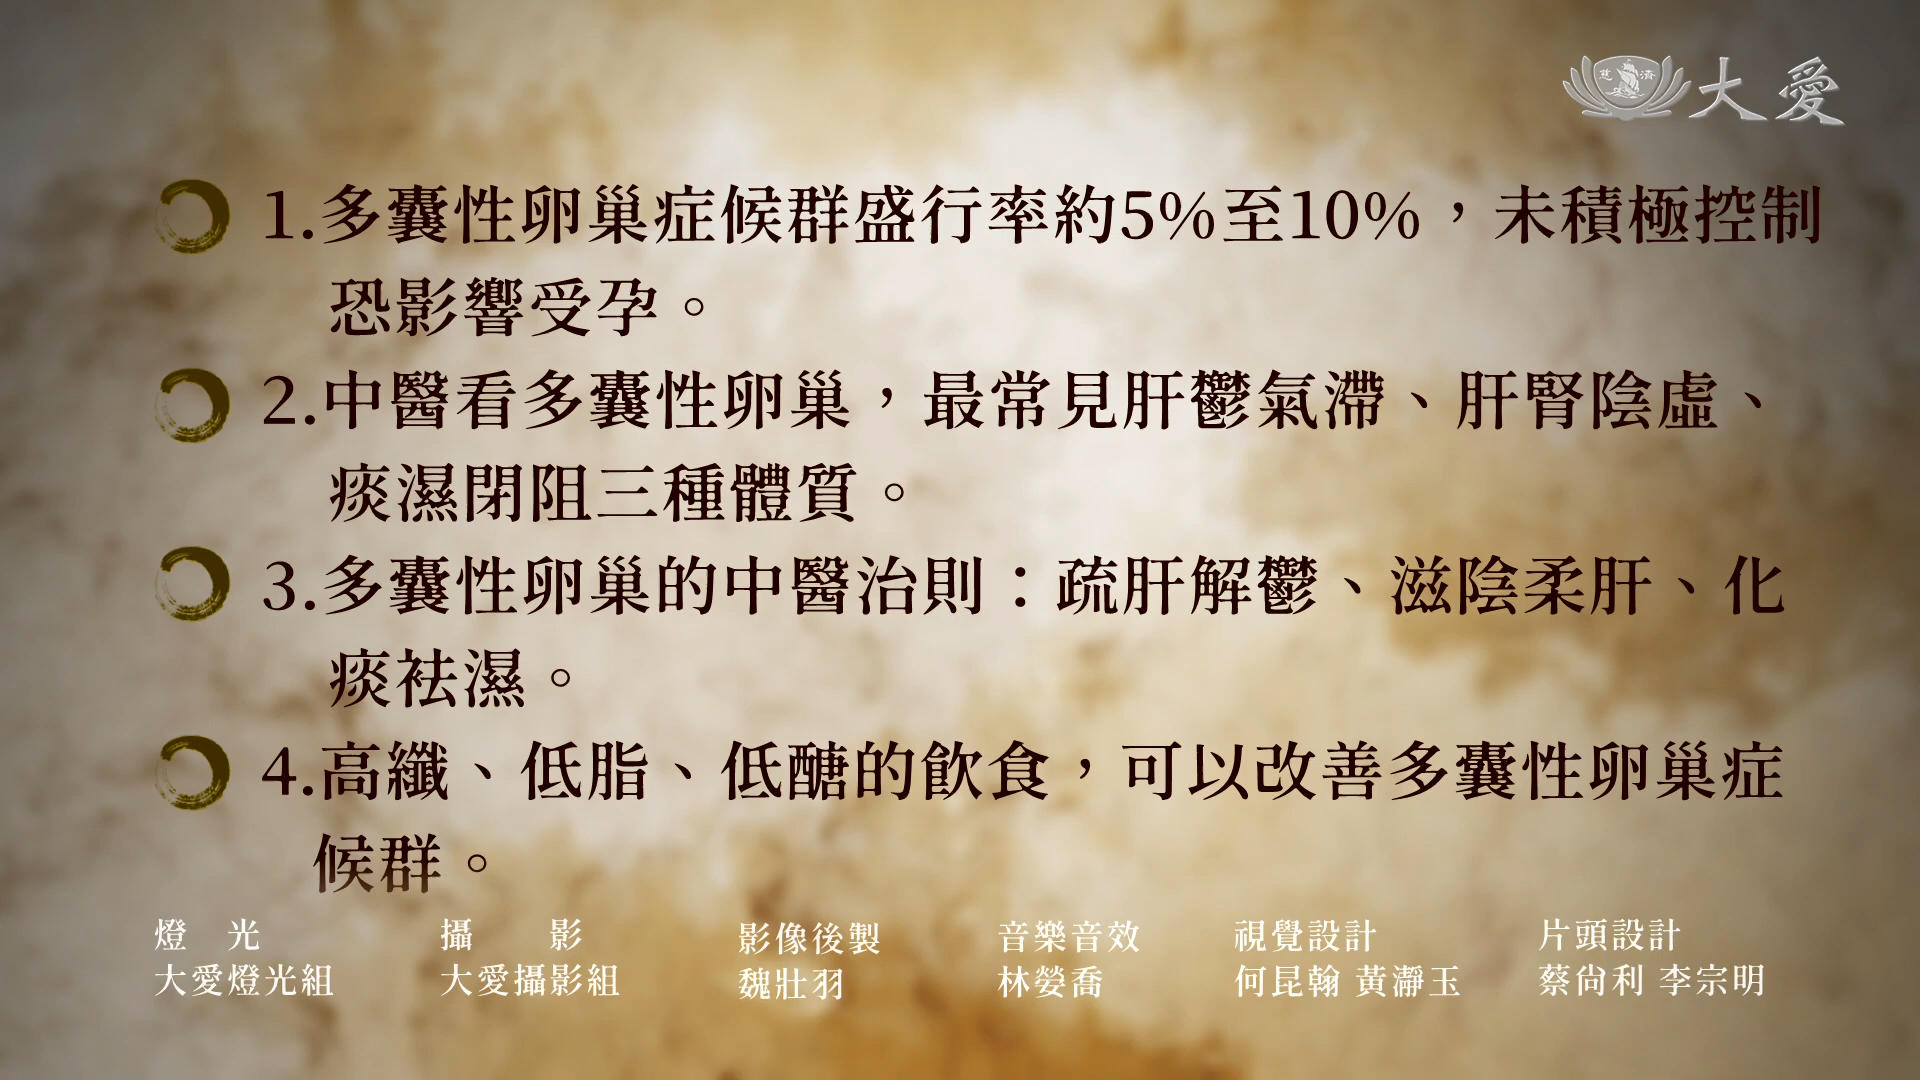 慈濟 大愛
1.多囊性卵巢症候群盛行率約5%至10%，未積極控制
恐影響受孕。
2.中醫看多囊性卵巢，最常見肝鬱氣滯、肝腎陰虛、
痰濕閉阻三種體質。
3.多囊性卵巢的中醫治則：疏肝解鬱、滋陰柔肝、化
痰袪濕。
4.高纖、低脂、低醣的飲食，可以改善多囊性卵巢症
候群。
燈 光 攝 影 影像後製 音樂音效 視覺設計 片頭設計
大愛燈光組 大愛攝影組 魏壯羽 林嫈喬 何昆翰 黃瀞玉 蔡尙利 李宗明